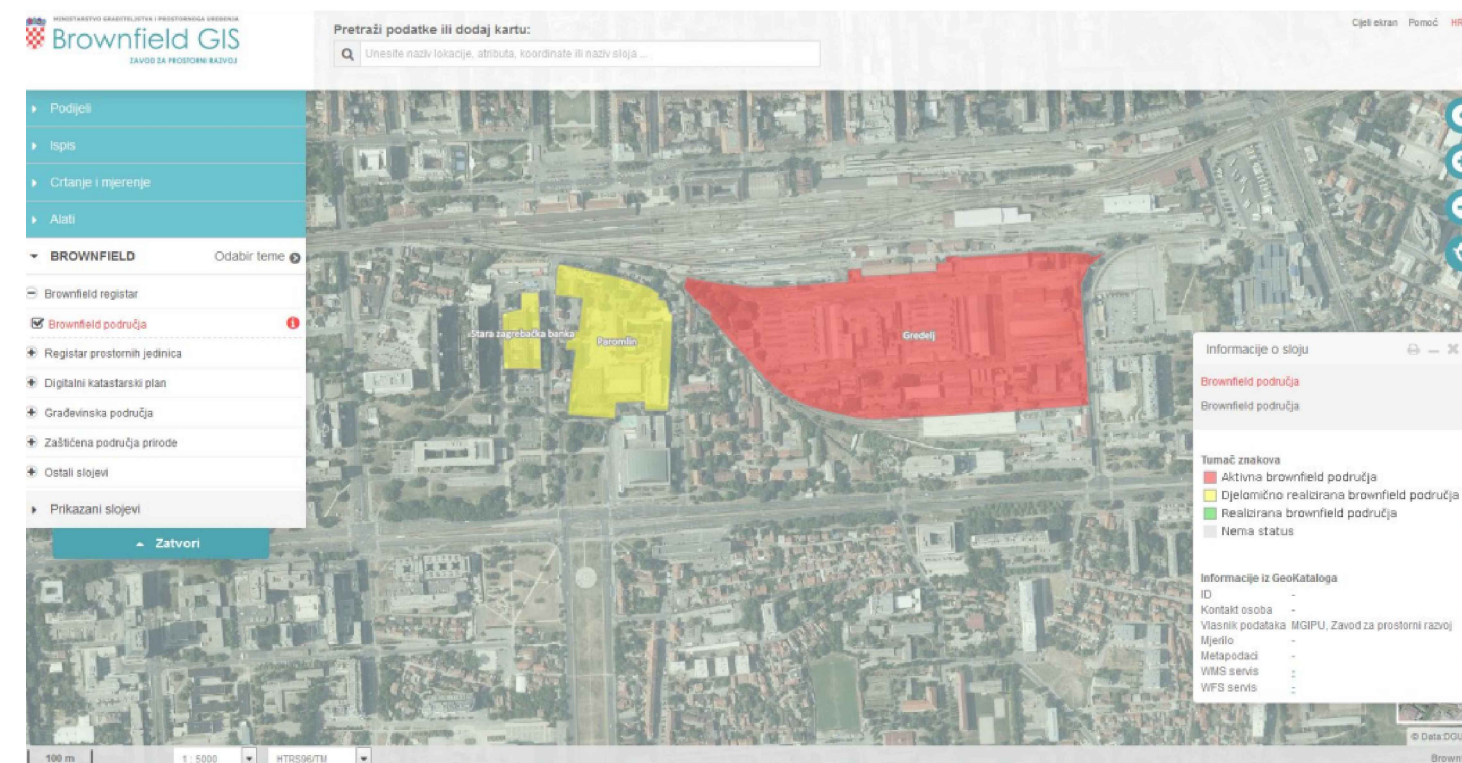 MINISTARSTVO GRADITELJSTVA I PROSTORNOGA UREĐENJA
Brownfield GIS
ZAVOD ZA PROSTORNI RAZVOJ
Pretraži podatke ili dodaj kartu:
Unesite naziv lokacije, atributa, koordinate ili naziv sloja ...
Cijeli ekran Pomoć HR
Podijeli
Ispis
Crtanje i mjerenje
Alati
BROWNFIELD Odabir teme
Brownfield registar
Brownfield područja
Registar prostornih jedinica
Digitalni katastarski plan
Građevinska područja
Zaštićena područja prirode
Ostali slojevi
Prikazani slojevi
Zatvori
Stara zagrebačka banka
Paromlin
Gredelj
Informacije o sloju
Brownfield područja
Brownfield područja
Tumač znakova
Aktivna brownfield područja
Djelomično realizirana brownfield područja
Realizirana brownfield područja
Nema status
Informacije iz GeoKataloga
ID -
Kontakt osoba -
Vlasnik podataka MGIPU, Zavod za prostorni razvoj
Mjerilo -
Metapodaci -
WMS servis -
WFS servis -
© Data:DGU
100 m
1 : 5000
HTRS96/TM
Brown